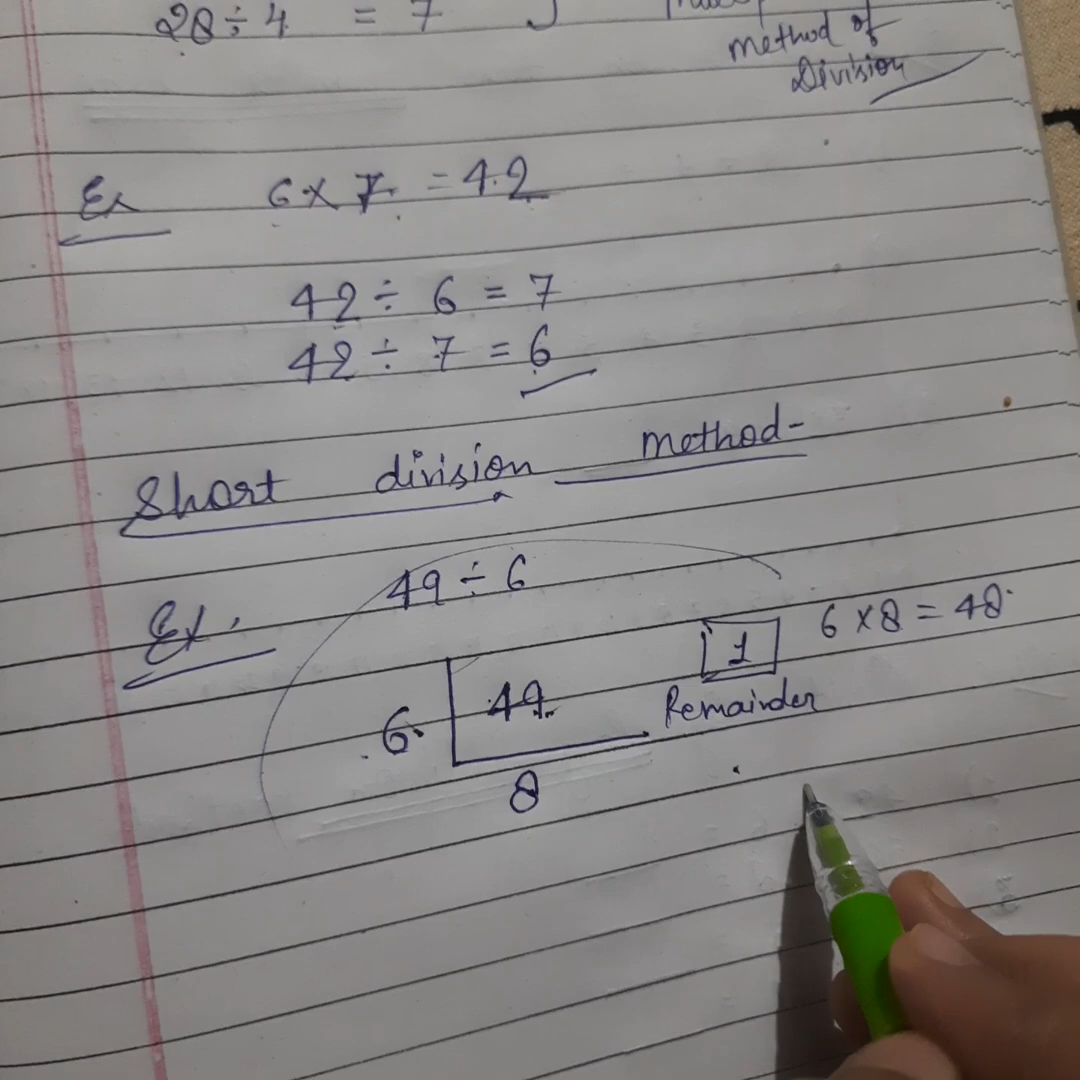 28 ÷ 4 = 7
method of
Division
Ex 6 x 7 = 42
42 ÷ 6 = 7
42 ÷ 7 = 6
Short division method-
Ex. 49 ÷ 6
1 6 x 8 = 48
6 49 Remainder
8